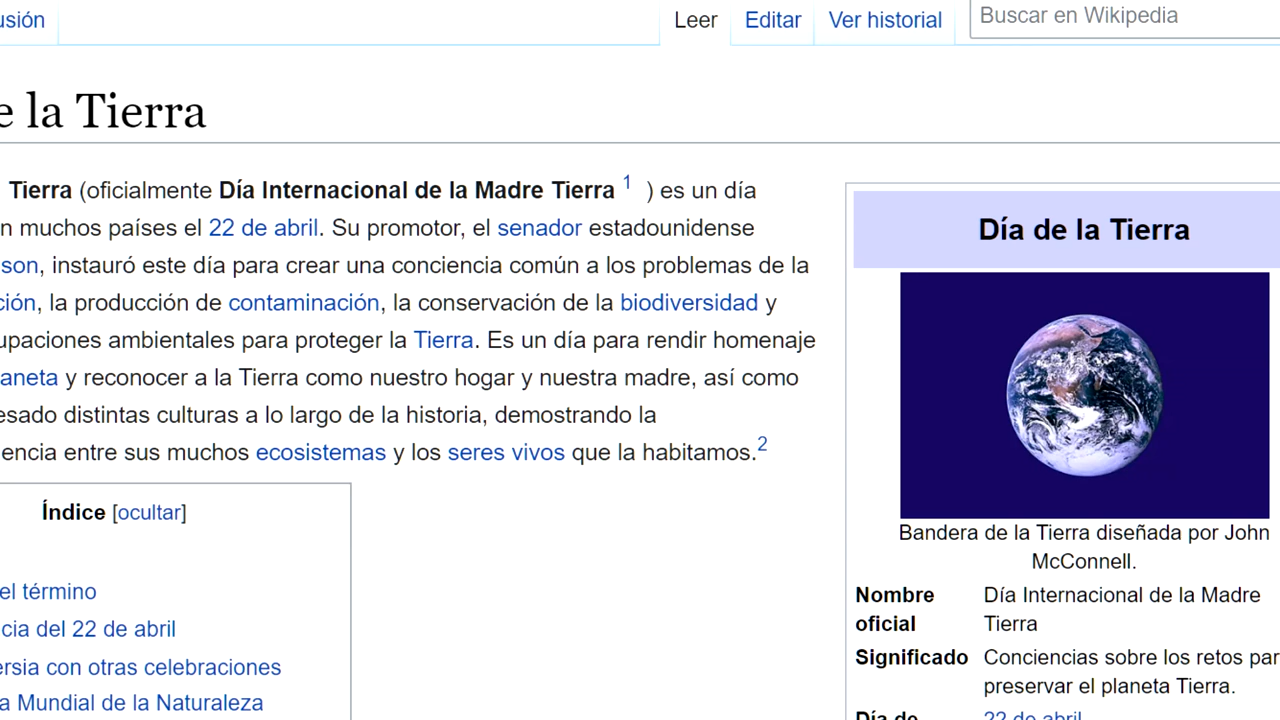 usión
Leer
Editar
Ver historial
Buscar en Wikipedia
e la Tierra
Tierra (oficialmente Día Internacional de la Madre Tierra 1 ) es un día
n muchos países el 22 de abril. Su promotor, el senador estadounidense
son, instauró este día para crear una conciencia común a los problemas de la
ción, la producción de contaminación, la conservación de la biodiversidad y
upaciones ambientales para proteger la Tierra. Es un día para rendir homenaje
aneta y reconocer a la Tierra como nuestro hogar y nuestra madre, así como
esado distintas culturas a lo largo de la historia, demostrando la
encia entre sus muchos ecosistemas y los seres vivos que la habitamos.2
Índice [ocultar]
el término
cia del 22 de abril
ersia con otras celebraciones
a Mundial de la Naturaleza
Día de la Tierra
Bandera de la Tierra diseñada por John
McConnell.
Nombre oficial
Día Internacional de la Madre
Tierra
Significado
Conciencias sobre los retos par
preservar el planeta Tierra.
Día de
22 de abril